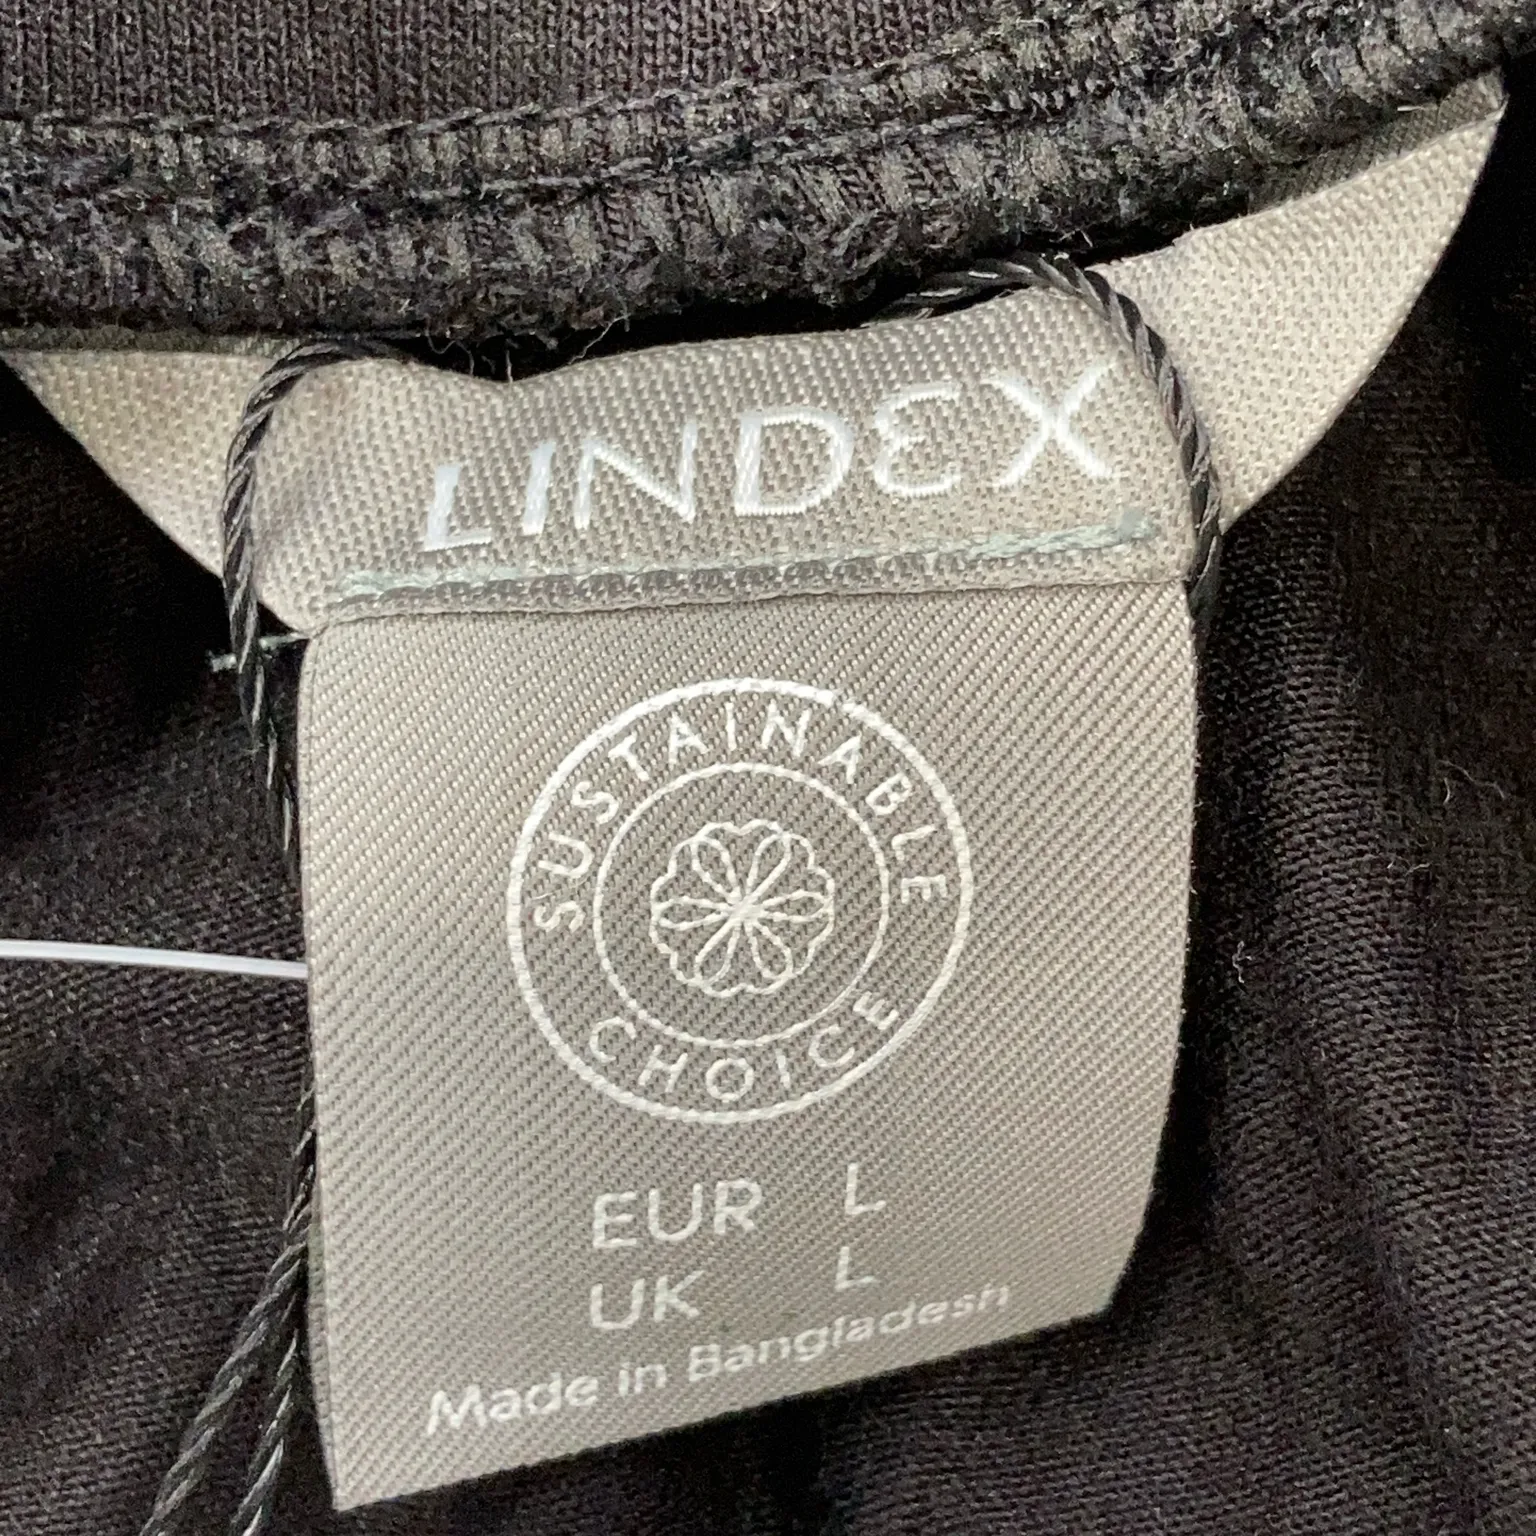 LINDEX
SUSTAINABLE
CHOICE
EUR L
UK L
Made in Bangladesh